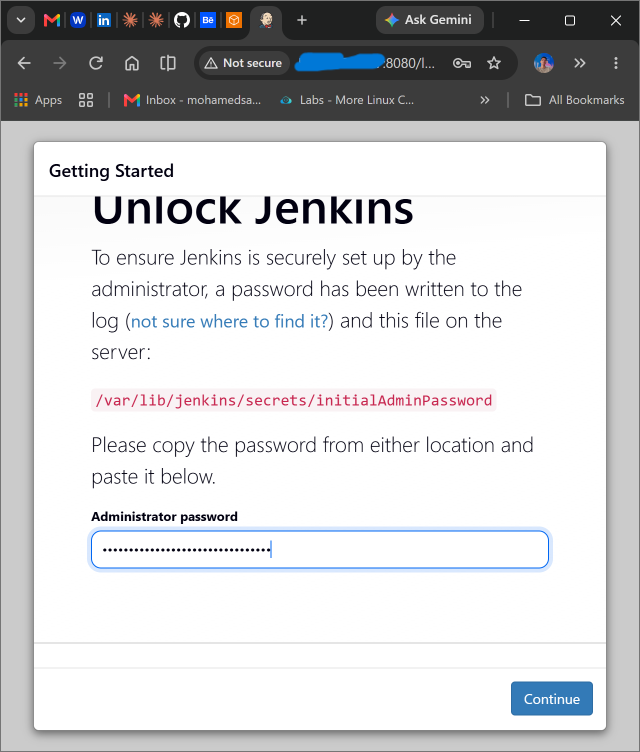 Ask Gemini
Not secure
:8080/l...
Apps
Inbox - mohamedsa...
Labs - More Linux C...
All Bookmarks
Getting Started
Unlock Jenkins
To ensure Jenkins is securely set up by the
administrator, a password has been written to the
log (not sure where to find it?) and this file on the
server:
/var/lib/jenkins/secrets/initialAdminPassword
Please copy the password from either location and
paste it below.
Administrator password
Continue